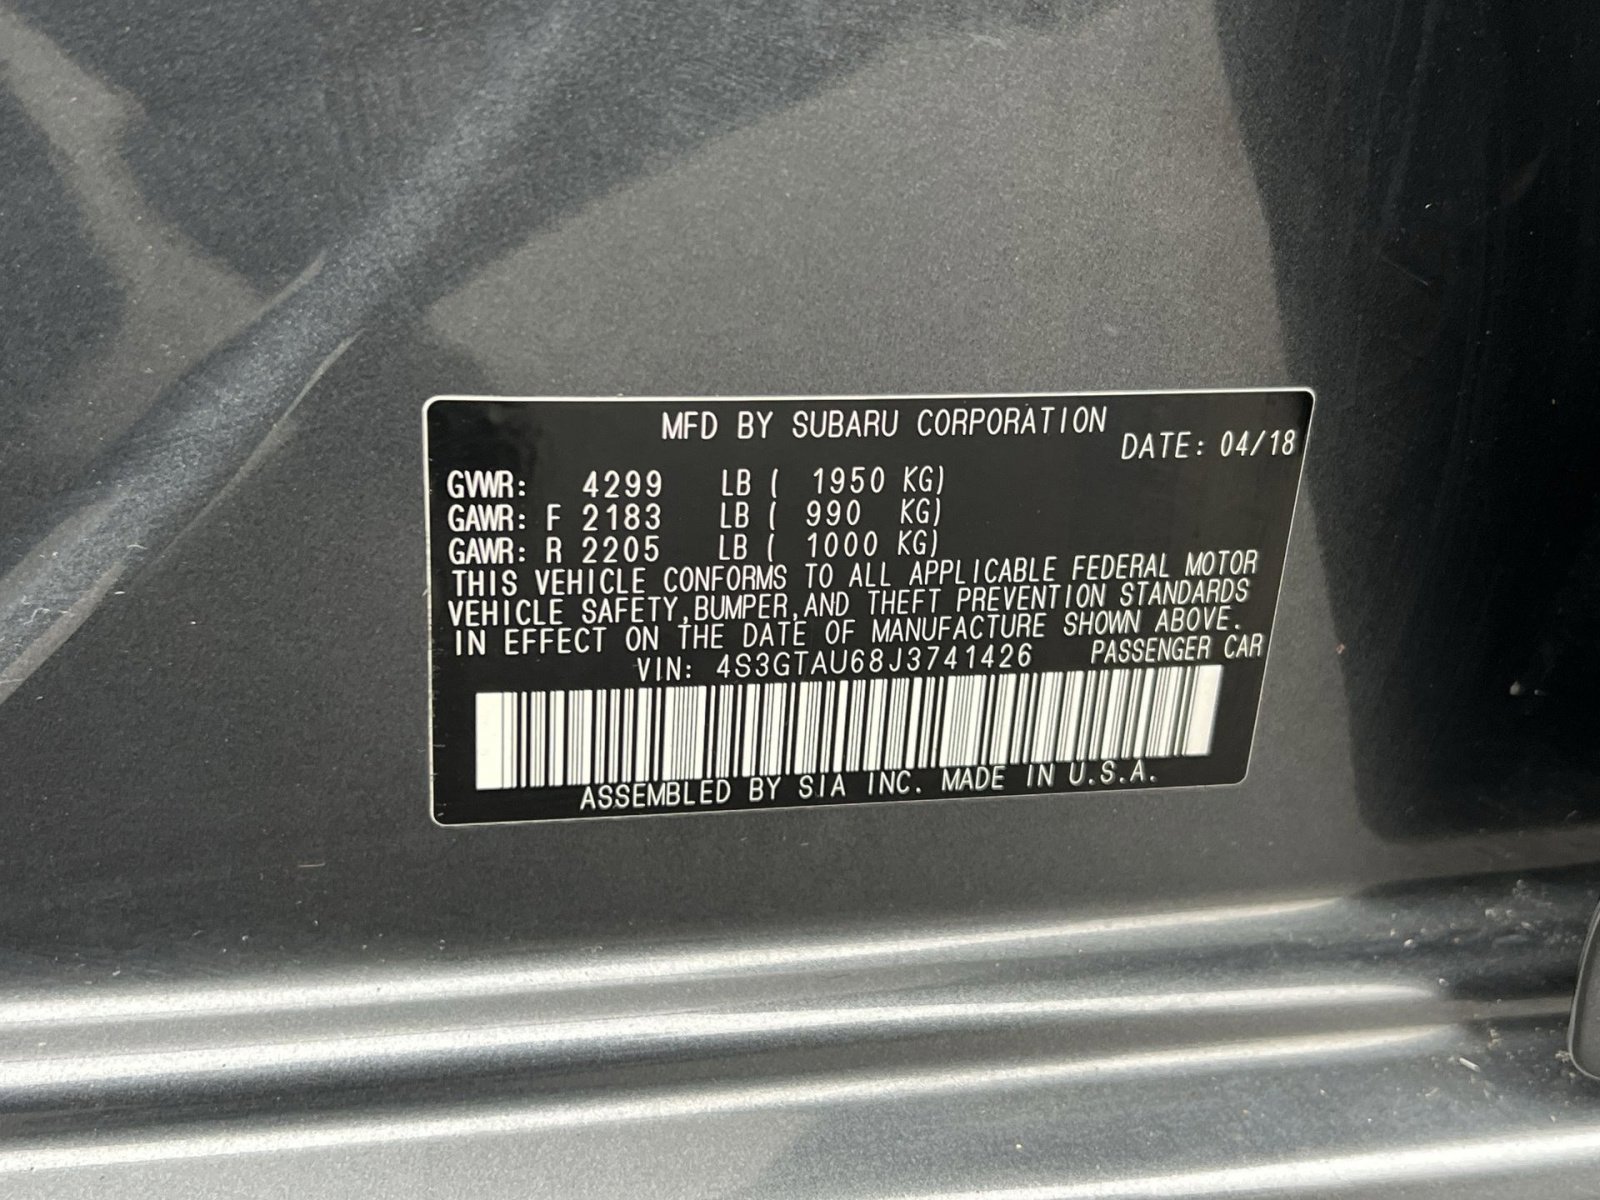 MFD BY SUBARU CORPORATION
DATE: 04/18
GVWR: 4299 LB ( 1950 KG)
GAWR: F 2183 LB ( 990 KG)
GAWR: R 2205 LB ( 1000 KG)
THIS VEHICLE CONFORMS TO ALL APPLICABLE FEDERAL MOTOR
VEHICLE SAFETY,BUMPER,AND THEFT PREVENTION STANDARDS
IN EFFECT ON THE DATE OF MANUFACTURE SHOWN ABOVE.
VIN: 4S3GTAU68J3741426 PASSENGER CAR
ASSEMBLED BY SIA INC. MADE IN U.S.A.